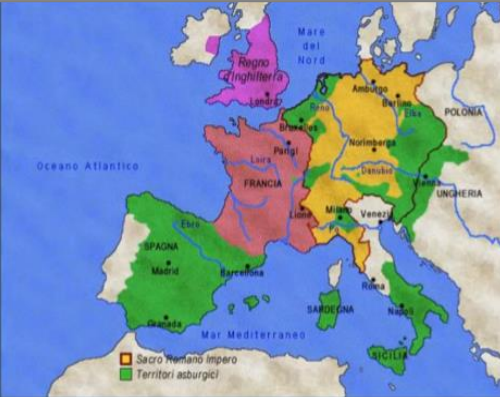 Mare
del
Nord
Regno
d'Inghilterra
Londra
Amburgo
Berlino
Elba
POLONIA
Reno
Bruxelles
Parigi
Norimberga
Loira
Danubio
Vienna
FRANCIA
UNGHERIA
Oceano Atlantico
Lione
Milano
Venezia
Ebro
SPAGNA
Madrid
Barcellona
Roma
SARDEGNA
Napoli
Granada
Mar Mediterraneo
SICILIA
Sacro Romano Impero
Territori asburgici